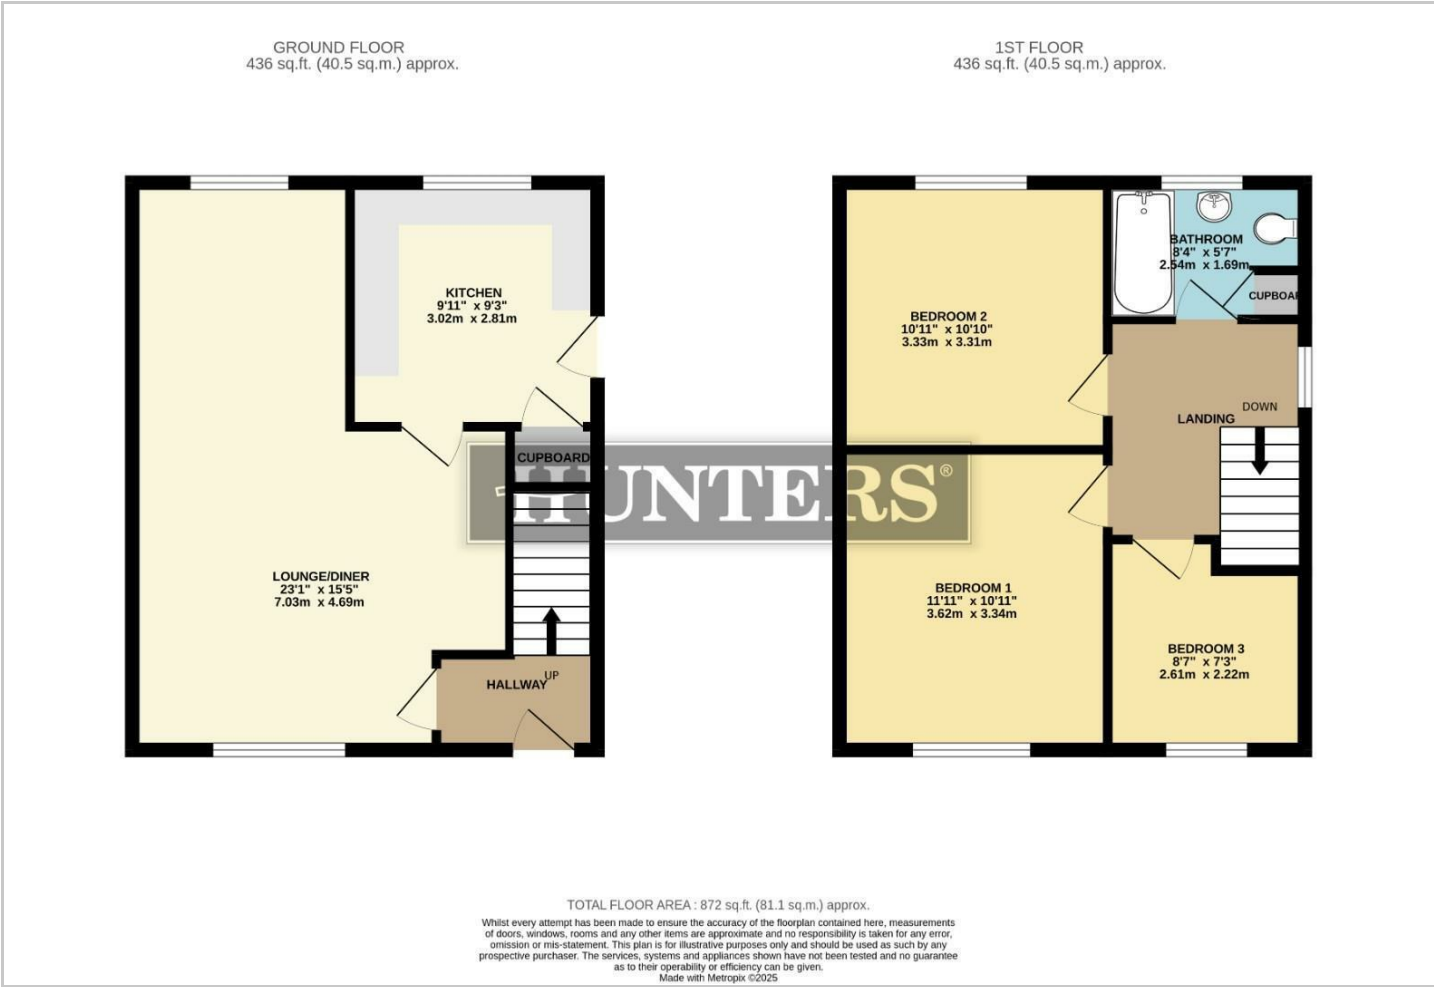 GROUND FLOOR
436 sq.ft. (40.5 sq.m.) approx.
1ST FLOOR
436 sq.ft. (40.5 sq.m.) approx.
KITCHEN
9'11" x 9'3"
3.02m x 2.81m
CUPBOARD
LOUNGE/DINER
23'1" x 15'5"
7.03m x 4.69m
HALLWAY
UP
HUNTERS®
BATHROOM
8'4" x 5'7"
2.54m x 1.69m
CUPBOAR
BEDROOM 2
10'11" x 10'10"
3.33m x 3.31m
DOWN
LANDING
BEDROOM 1
11'11" x 10'11"
3.62m x 3.34m
BEDROOM 3
8'7" x 7'3"
2.61m x 2.22m
TOTAL FLOOR AREA : 872 sq.ft. (81.1 sq.m.) approx.
Whilst every attempt has been made to ensure the accuracy of the floorplan contained here, measurements
of doors, windows, rooms and any other items are approximate and no responsibility is taken for any error,
omission or mis-statement. This plan is for illustrative purposes only and should be used as such by any
prospective purchaser. The services, systems and appliances shown have not been tested and no guarantee
as to their operability or efficiency can be given.
Made with Metropix ©2025